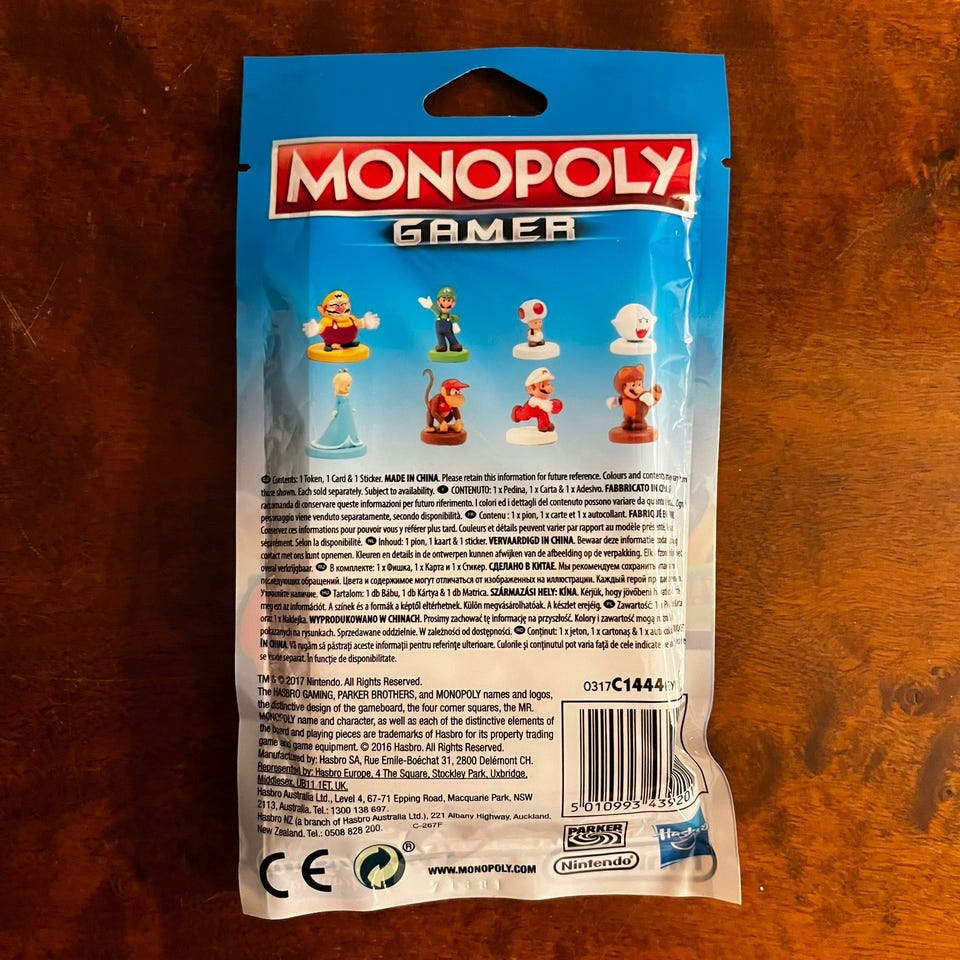 MONOPOLY
GAMER
GB Contents: 1 Token, 1 Card & 1 Sticker. MADE IN CHINA. Please retain this information for future reference. Colours and contents may vary from
those shown. Each sold separately. Subject to availability. I CONTENUTO: 1 x Pedina, 1 x Carta & 1 x Adesivo. FABBRICATO IN CINA
raccomanda di conservare queste informazioni per futuro riferimento. I colori ed i dettagli del contenuto possono variare da quanto Ogni
personaggio viene venduto separatamente, secondo disponibilità. FR Contenu : 1 x pion, 1 x carte et 1 x autocollant. FABRIQUÉ EN
Conservez ces informations pour pouvoir vous y référer plus tard. Couleurs et détails peuvent varier par rapport au modèle présenté.
séparément. Selon la disponibilité. NL Inhoud: 1 pion, 1 kaart & 1 sticker. VERVAARDIGD IN CHINA. Bewaar deze informatie zodat
contact met ons kunt opnemen. Kleuren en details in de ontwerpen kunnen afwijken van de afbeelding op de verpakking. Elk afzonderlijk
overal verkrijgbaar. RU В комплекте: 1 x Фишка, 1 x Карта и 1 x Стикер. СДЕЛАНО В КИТАЕ. Мы рекомендуем сохранить
последующих обращений. Цвета и содержимое могут отличаться от изображенных на иллюстрации. Каждый герой
Уточняйте наличие. HU Tartalom: 1 db Bábu, 1 db Kártya & 1 db Matrica. SZÁRMAZÁSI HELY: KÍNA. Kérjük, hogy jövőbeni
meg ezt az információt. A színek és a formák a képtől eltérhetnek. Külön megvásárolhatóak. A készlet erejéig. PL Zawartość: 1
oraz 1 x Naklejka. WYPRODUKOWANO W CHINACH. Prosimy zachować tę informację na przyszłość. Kolory i zawartość mogą
pokazanych na rysunkach. Sprzedawane oddzielnie. W zależności od dostępności. RO Conţinut: 1 x jeton, 1 x cartonaş & 1 x
IN CHINA. Vă rugăm să păstraţi aceste informaţii pentru referinţe ulterioare. Culorile şi conţinutul pot varia faţă de cele indicate
se vinde separat. În funcţie de disponibilitate.
TM & © 2017 Nintendo. All Rights Reserved.
The HASBRO GAMING, PARKER BROTHERS, and MONOPOLY names and logos,
the distinctive design of the gameboard, the four corner squares, the MR.
MONOPOLY name and character, as well as each of the distinctive elements of
the board and playing pieces are trademarks of Hasbro for its property trading
game and game equipment. © 2016 Hasbro. All Rights Reserved.
Manufactured by: Hasbro SA, Rue Emile-Boéchat 31, 2800 Delémont CH.
Represented by: Hasbro Europe, 4 The Square, Stockley Park, Uxbridge,
Middlesex, UB11 1ET. UK.
Hasbro Australia Ltd., Level 4, 67-71 Epping Road, Macquarie Park, NSW
2113, Australia. Tel.: 1300 138 697.
Hasbro NZ (a branch of Hasbro Australia Ltd.), 221 Albany Highway, Auckland,
New Zealand. Tel.: 0508 828 200. C-267F
0317C1444
5 010993 43920
PARKER
Hasbro
Nintendo®
CE ® WWW.MONOPOLY.COM
71381